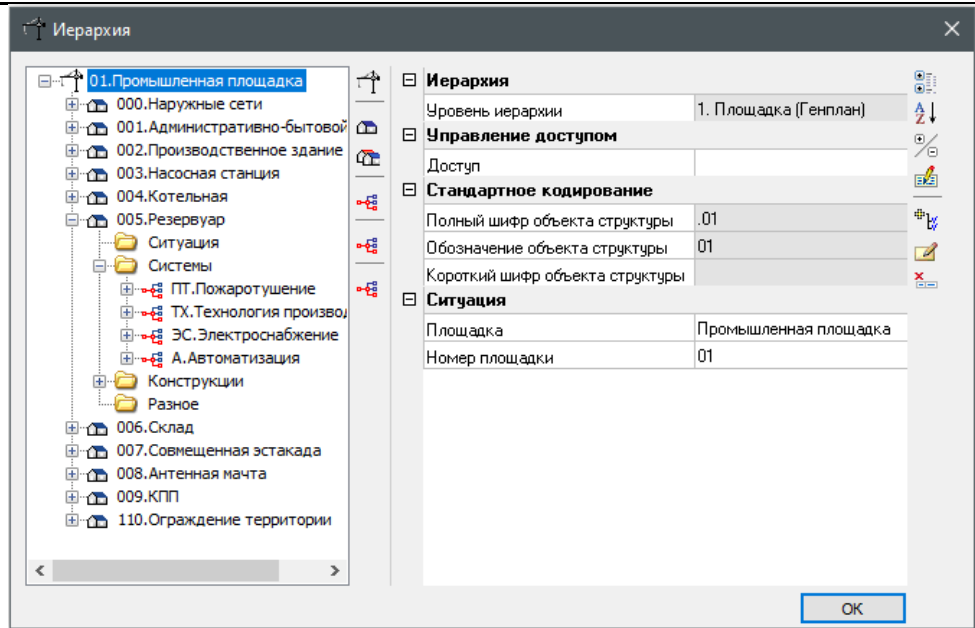 Иерархия
01.Промышленная площадка
000.Наружные сети
001.Административно-бытовой
002.Производственное здание
003.Насосная станция
004.Котельная
005.Резервуар
Ситуация
Системы
ПТ.Пожаротушение
ТХ.Технология производ
ЭС.Электроснабжение
А.Автоматизация
Конструкции
Разное
006.Склад
007.Совмещенная эстакада
008.Антенная мачта
009.КПП
110.Ограждение территории
Иерархия
Уровень иерархии 1. Площадка (Генплан)
Управление доступом
Доступ
Стандартное кодирование
Полный шифр объекта структуры .01
Обозначение объекта структуры 01
Короткий шифр объекта структуры
Ситуация
Площадка Промышленная площадка
Номер площадки 01
ОК